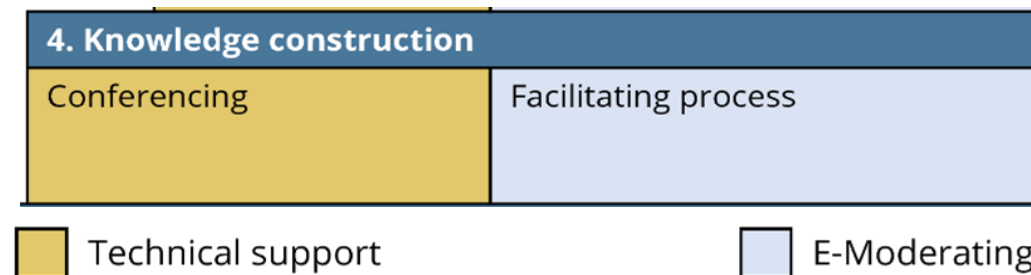 4. Knowledge construction
Conferencing
Facilitating process
Technical support
E-Moderating